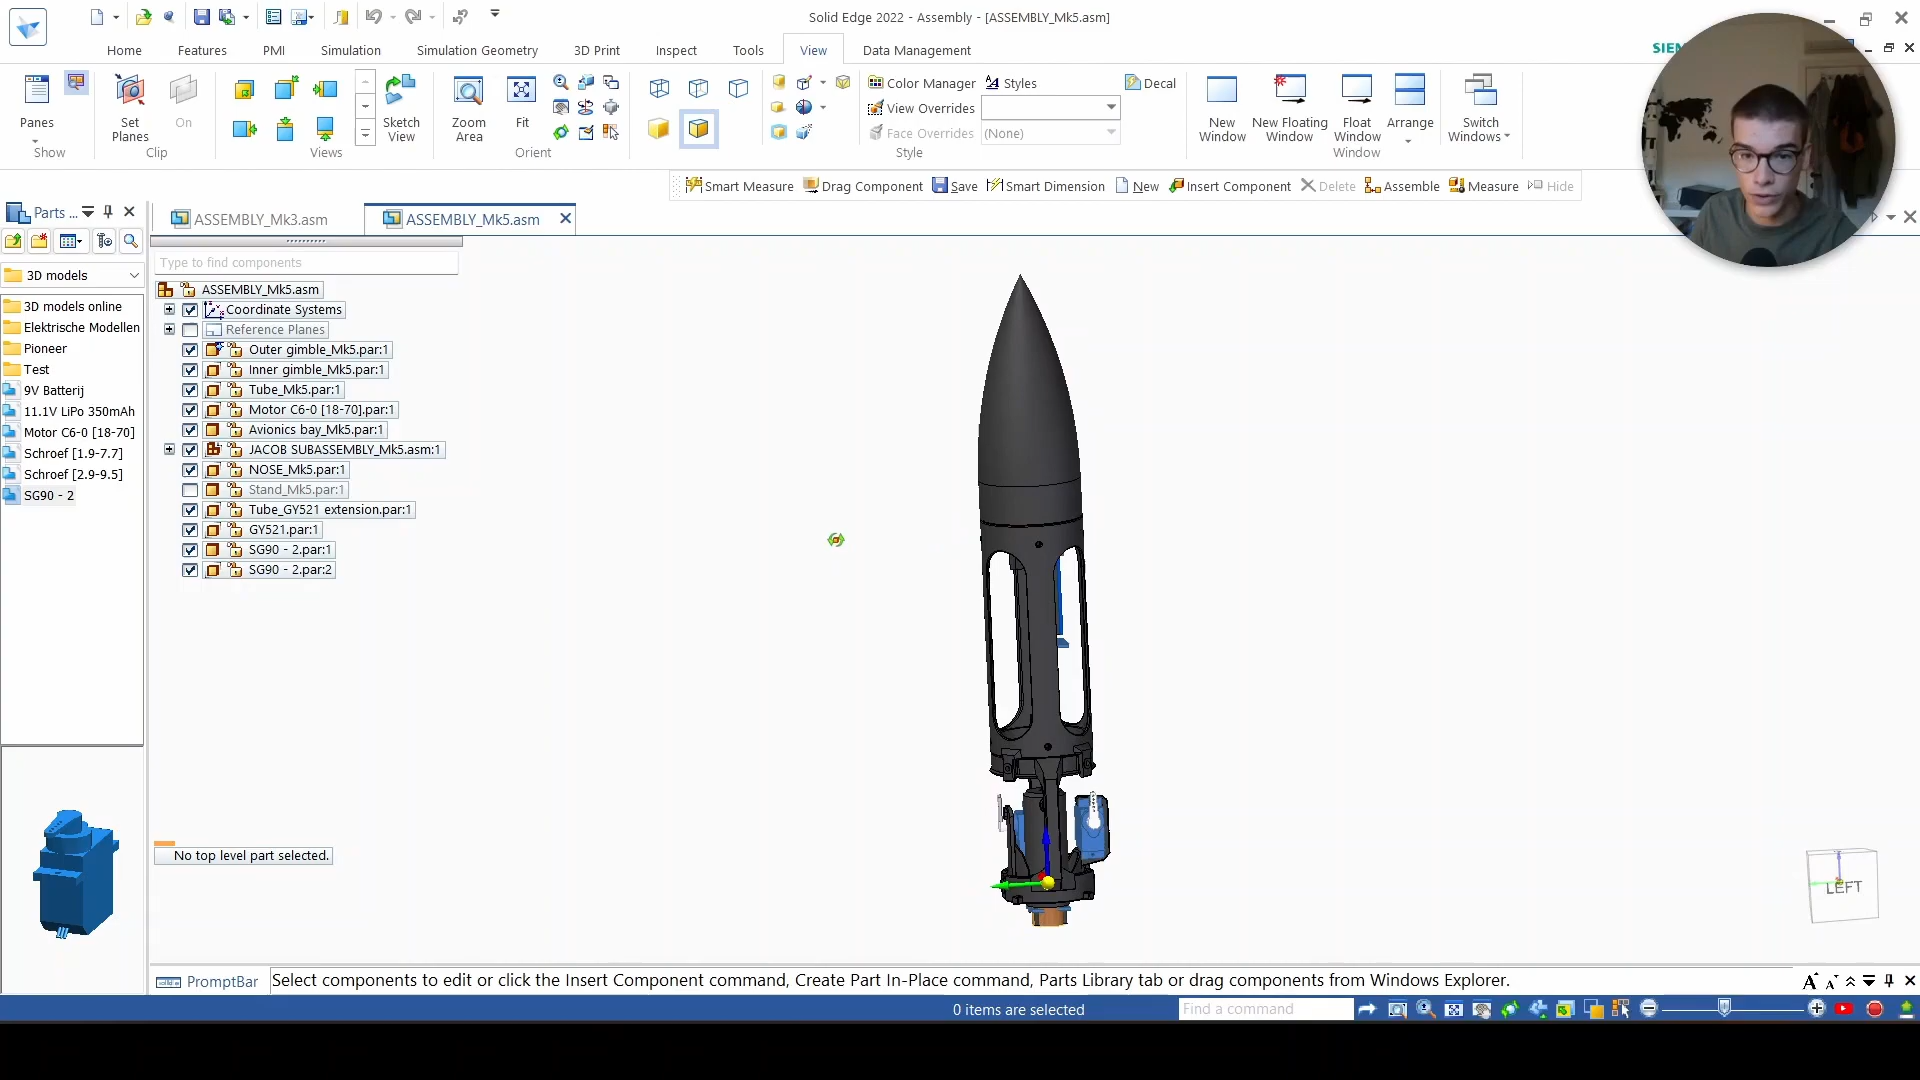 Solid Edge 2022 - Assembly - [ASSEMBLY_Mk5.asm]
Home
Features
PMI
Simulation
Simulation Geometry
3D Print
Inspect
Tools
View
Data Management
Panes
Show
Set
Planes
On
Clip
Views
Sketch
View
Zoom
Area
Fit
Orient
Color Manager
Styles
View Overrides
Face Overrides
(None)
Style
Decal
New
Window
New Floating
Window
Float
Window
Arrange
Window
Switch
Windows
Smart Measure
Drag Component
Save
Smart Dimension
New
Insert Component
Delete
Assemble
Measure
Hide
Parts ...
ASSEMBLY_Mk3.asm
ASSEMBLY_Mk5.asm
3D models
3D models online
Elektrische Modellen
Pioneer
Test
9V Batterij
11.1V LiPo 350mAh
Motor C6-0 [18-70]
Schroef [1.9-7.7]
Schroef [2.9-9.5]
SG90 - 2
Type to find components
ASSEMBLY_Mk5.asm
Coordinate Systems
Reference Planes
Outer gimble_Mk5.par:1
Inner gimble_Mk5.par:1
Tube_Mk5.par:1
Motor C6-0 [18-70].par:1
Avionics bay_Mk5.par:1
JACOB SUBASSEMBLY_Mk5.asm:1
NOSE_Mk5.par:1
Stand_Mk5.par:1
Tube_GY521 extension.par:1
GY521.par:1
SG90 - 2.par:1
SG90 - 2.par:2
No top level part selected.
LEFT
PromptBar
Select components to edit or click the Insert Component command, Create Part In-Place command, Parts Library tab or drag components from Windows Explorer.
0 items are selected
Find a command